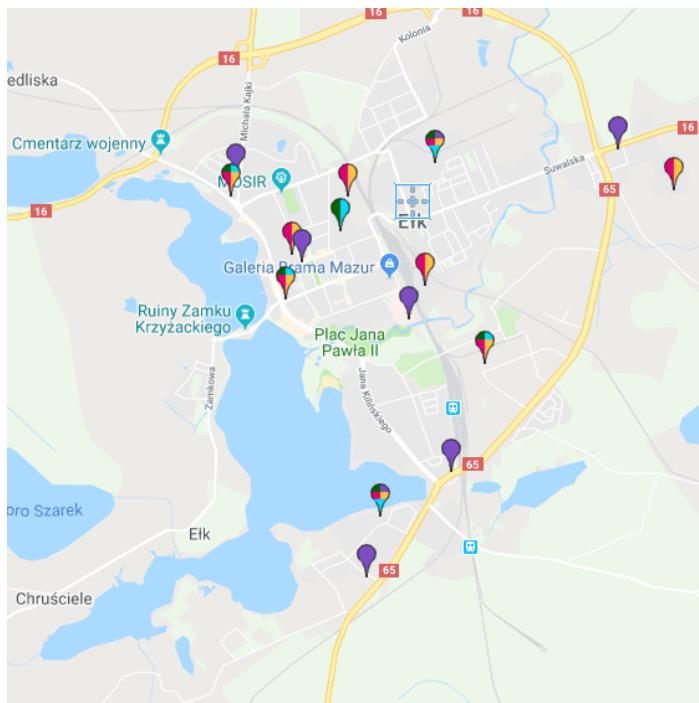 16
Kolonia
16
edliska
Michała Kajki
16
Cmentarz wojenny
Suwalska
MOSIR
65
16
Ełk
Galeria Brama Mazur
Ruiny Zamku
Krzyżackiego
Plac Jana
Pawła II
Zamkowa
Jana Kilińskiego
65
oro Szarek
Ełk
65
Chruściele